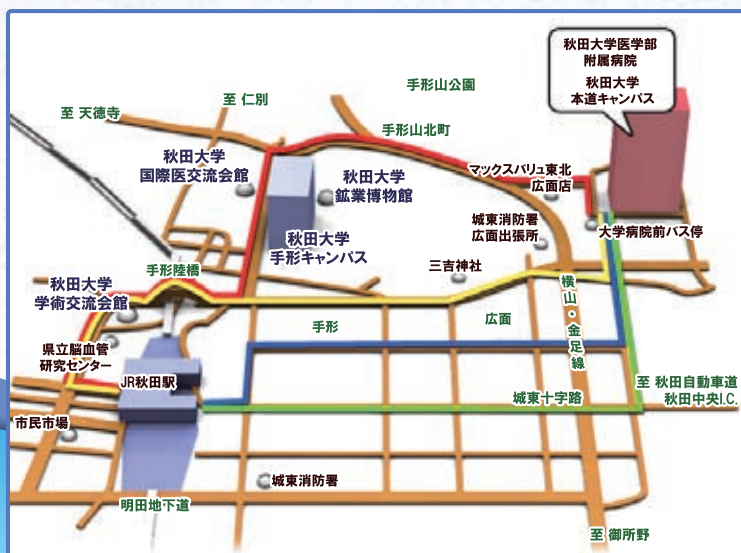 秋田大学医学部
附属病院
秋田大学
本道キャンパス
手形山公園
至 仁別
至 天徳寺
手形山北町
秋田大学
国際医交流会館
マックスバリュ東北
広面店
秋田大学
鉱業博物館
城東消防署
広面出張所
大学病院前バス停
秋田大学
手形キャンパス
三吉神社
手形陸橋
秋田大学
学術交流会館
横山・金足線
手形
広面
県立脳血管
研究センター
JR秋田駅
至 秋田自動車道
秋田中央I.C.
城東十字路
市民市場
城東消防署
明田地下道
至 御所野